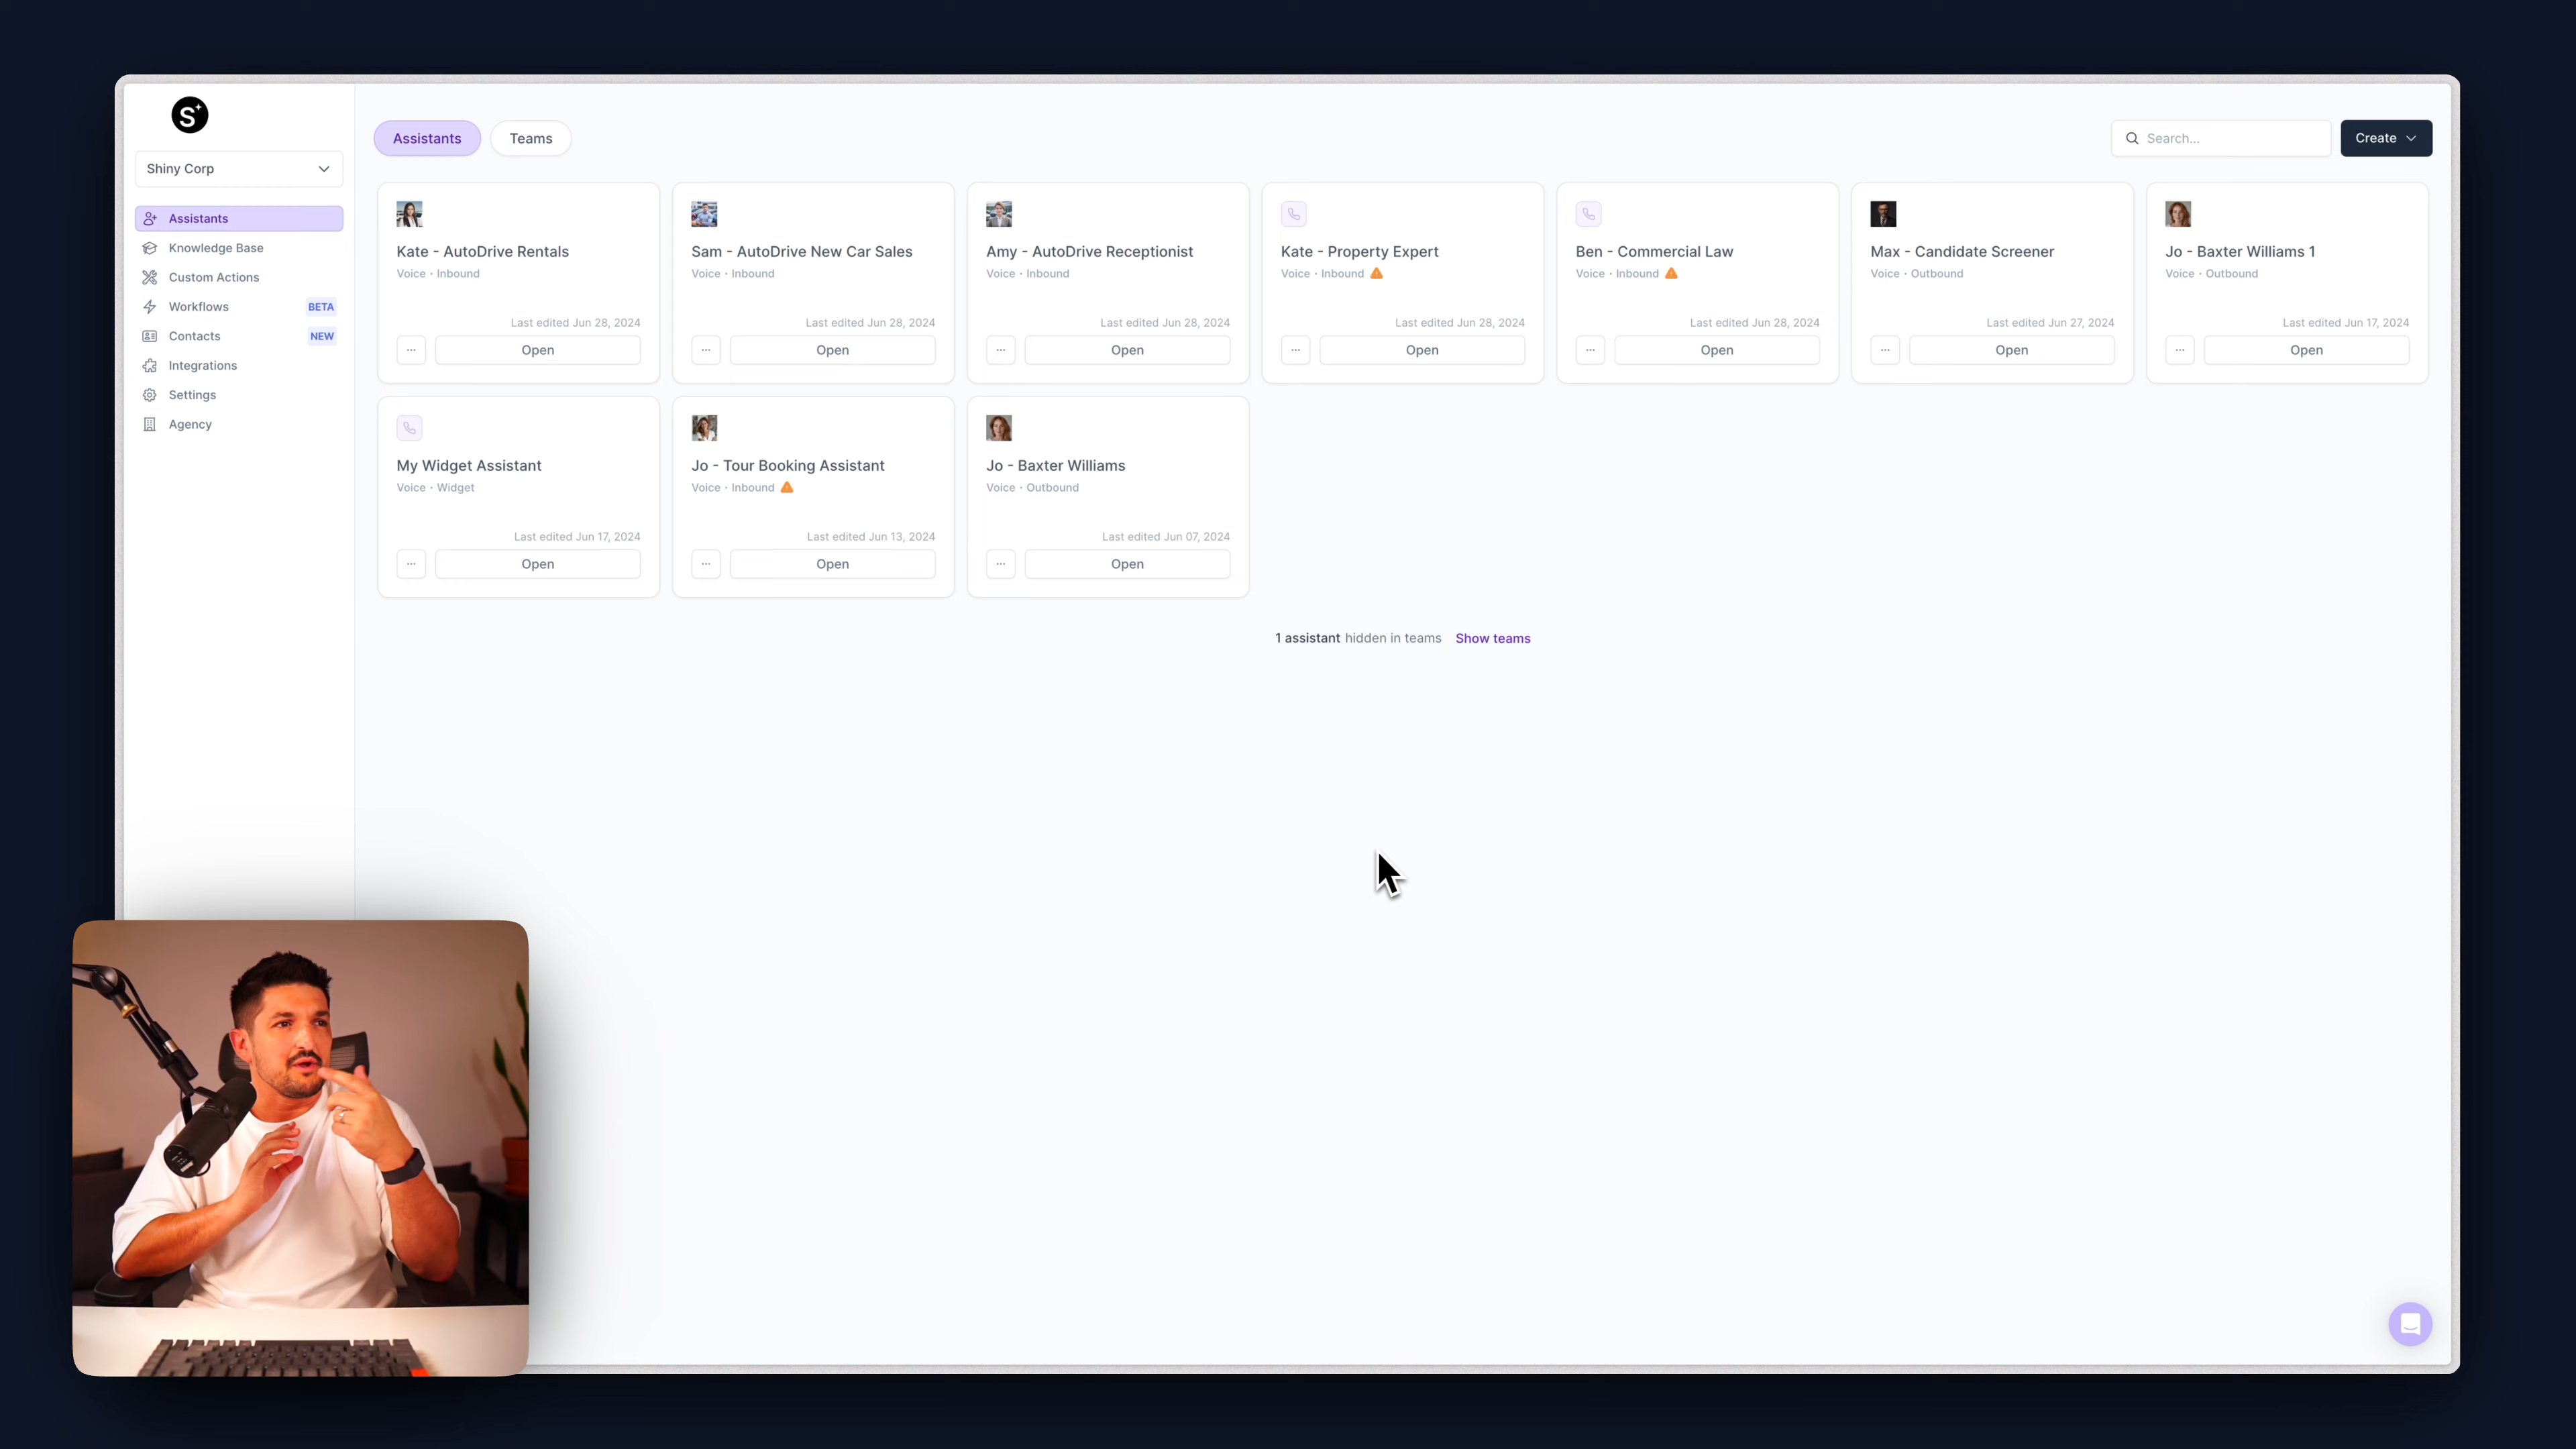 S
Shiny Corp
Assistants
Knowledge Base
Custom Actions
Workflows BETA
Contacts NEW
Integrations
Settings
Agency
Assistants Teams
Search...
Create
Kate - AutoDrive Rentals
Voice • Inbound
Last edited Jun 28, 2024
... Open
Sam - AutoDrive New Car Sales
Voice • Inbound
Last edited Jun 28, 2024
... Open
Amy - AutoDrive Receptionist
Voice • Inbound
Last edited Jun 28, 2024
... Open
Kate - Property Expert
Voice • Inbound
Last edited Jun 28, 2024
... Open
Ben - Commercial Law
Voice • Inbound
Last edited Jun 28, 2024
... Open
Max - Candidate Screener
Voice • Outbound
Last edited Jun 27, 2024
... Open
Jo - Baxter Williams 1
Voice • Outbound
Last edited Jun 17, 2024
... Open
My Widget Assistant
Voice • Widget
Last edited Jun 17, 2024
... Open
Jo - Tour Booking Assistant
Voice • Inbound
Last edited Jun 13, 2024
... Open
Jo - Baxter Williams
Voice • Outbound
Last edited Jun 07, 2024
... Open
1 assistant hidden in teams Show teams